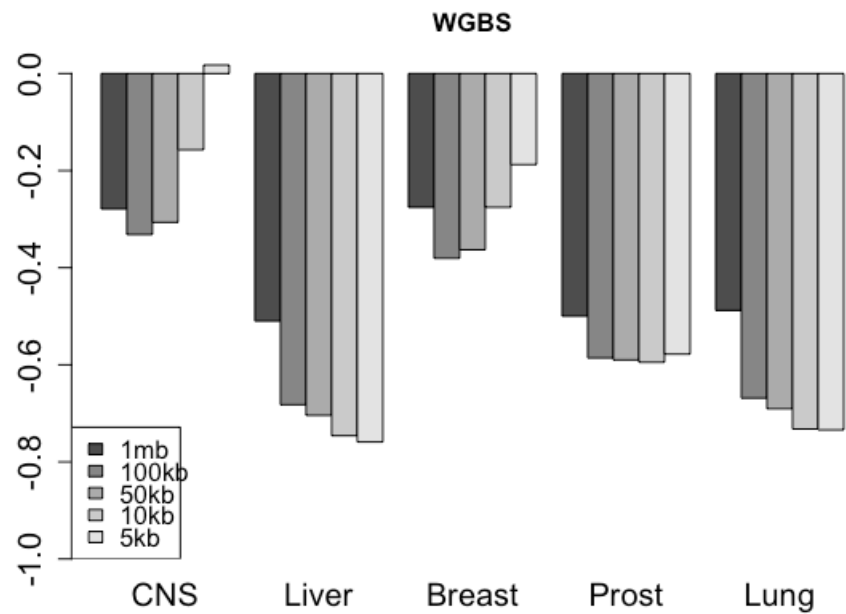 WGBS
0.0
-0.2
-0.4
-0.6
-0.8
-1.0
1mb
100kb
50kb
10kb
5kb
CNS Liver Breast Prost Lung